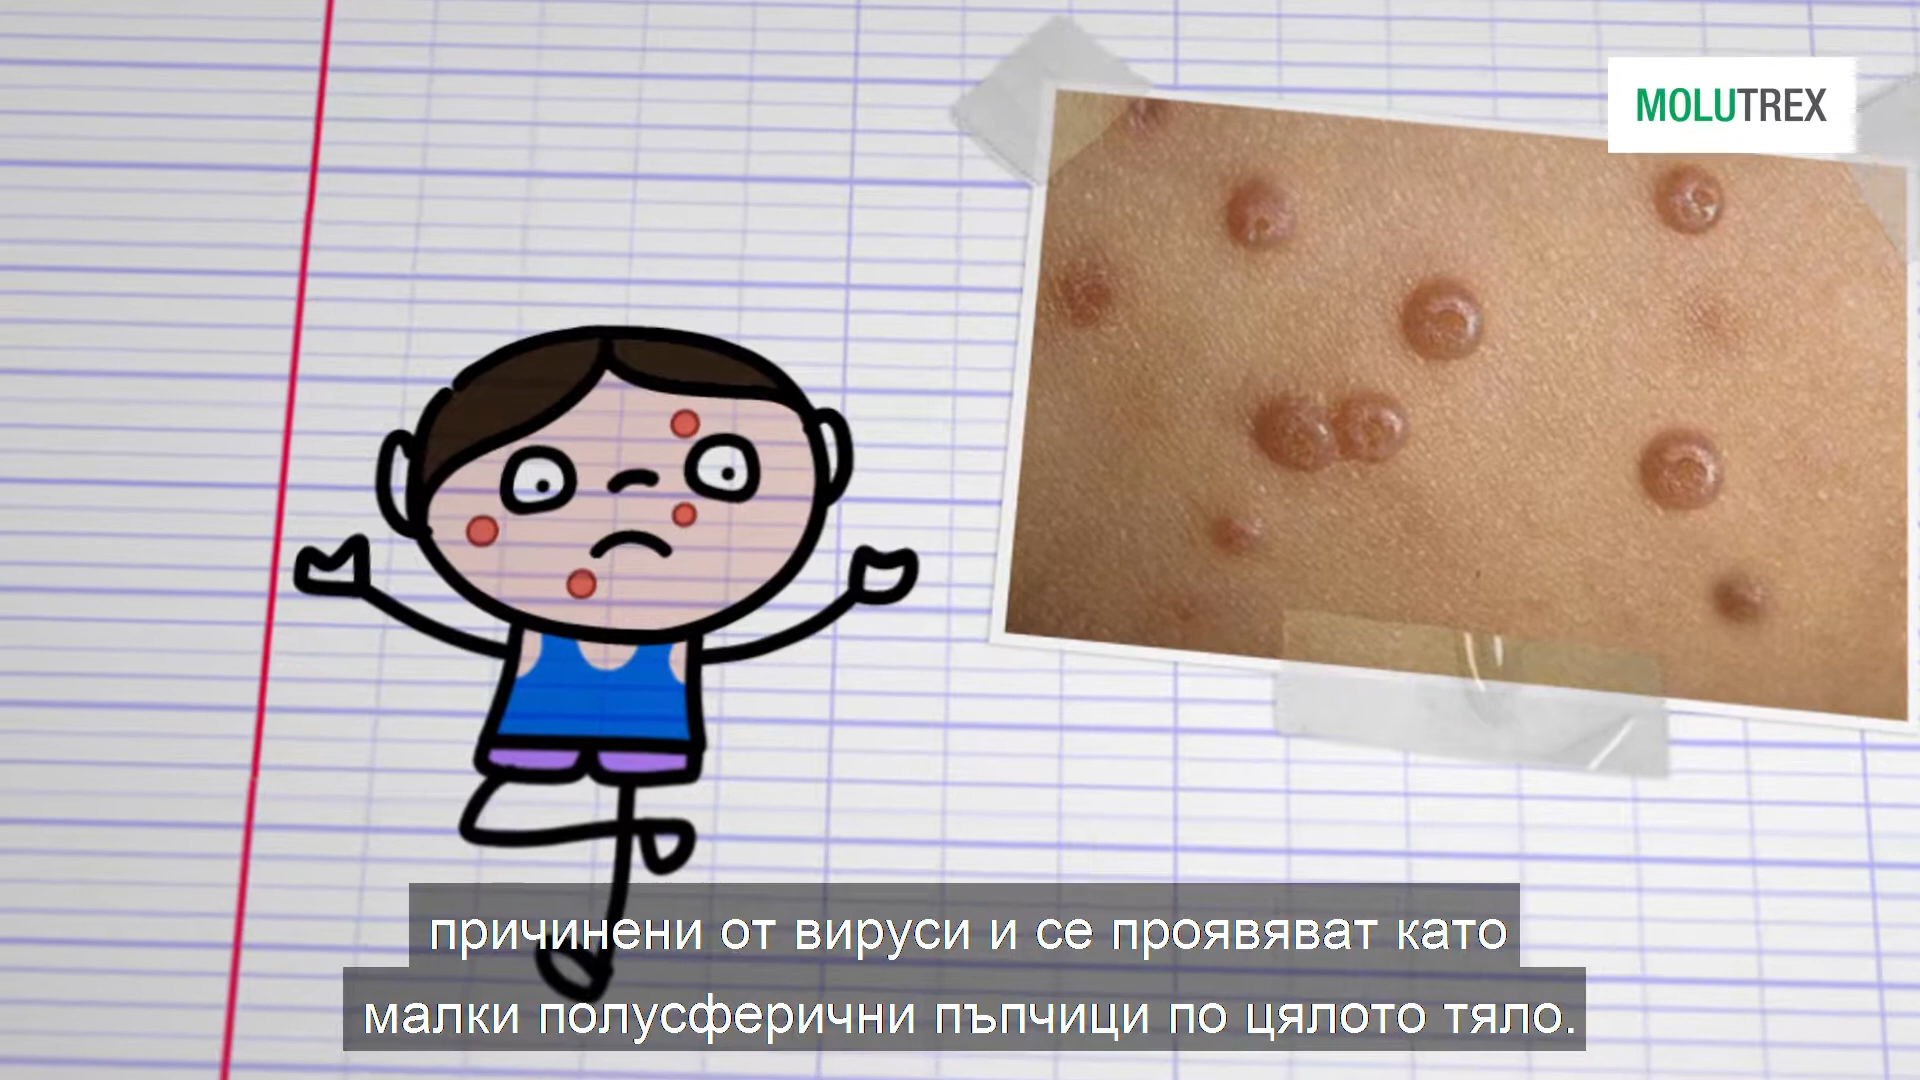 MOLUTREX
причинени от вируси и се проявяват като
малки полусферични пъпчици по цялото тяло.